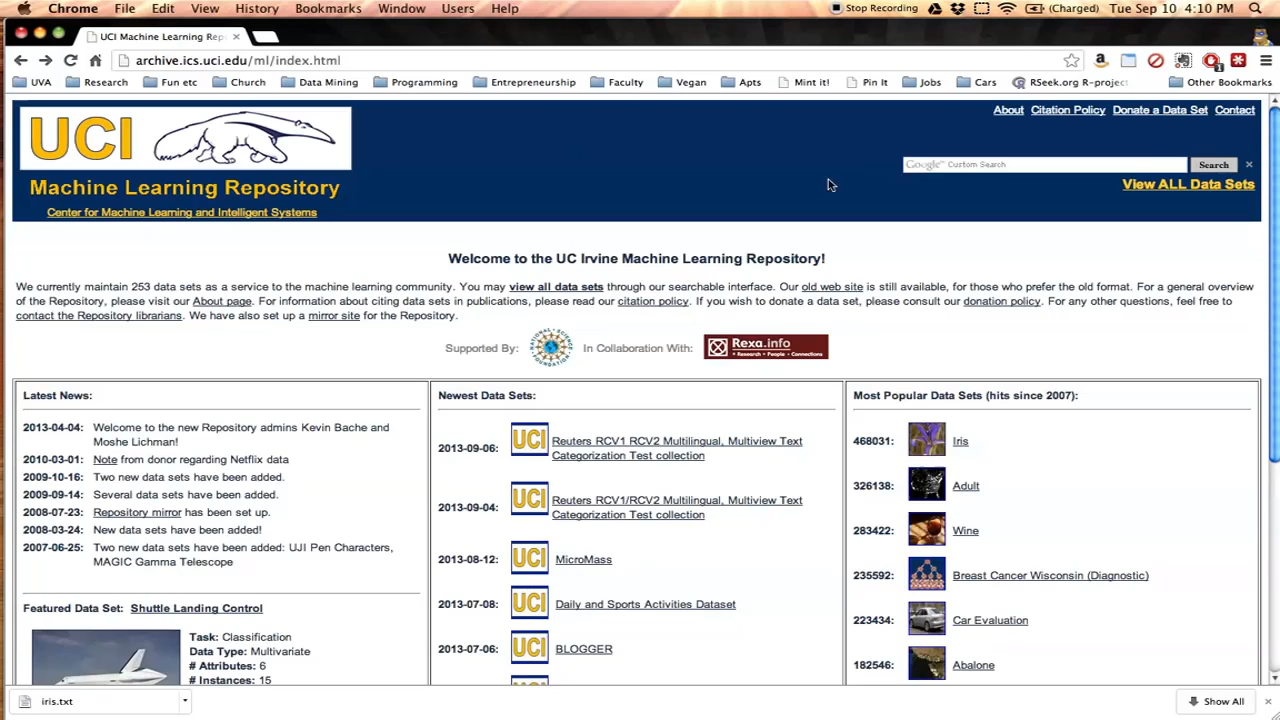 Chrome File Edit View History Bookmarks Window Users Help Stop Recording (Charged) Tue Sep 10 4:10 PM
UCI Machine Learning Rep
archive.ics.uci.edu/ml/index.html
UVA Research Fun etc Church Data Mining Programming Entrepreneurship Faculty Vegan Apts Mint it! Pin It Jobs Cars RSeek.org R-project Other Bookmarks
About Citation Policy Donate a Data Set Contact
UCI
Google™ Custom Search Search
Machine Learning Repository
View ALL Data Sets
Center for Machine Learning and Intelligent Systems
Welcome to the UC Irvine Machine Learning Repository!
We currently maintain 253 data sets as a service to the machine learning community. You may view all data sets through our searchable interface. Our old web site is still available, for those who prefer the old format. For a general overview
of the Repository, please visit our About page. For information about citing data sets in publications, please read our citation policy. If you wish to donate a data set, please consult our donation policy. For any other questions, feel free to
contact the Repository librarians. We have also set up a mirror site for the Repository.
Supported By: In Collaboration With: Rexa.info
• Research • People • Connections
Latest News:
2013-04-04: Welcome to the new Repository admins Kevin Bache and
Moshe Lichman!
2010-03-01: Note from donor regarding Netflix data
2009-10-16: Two new data sets have been added.
2009-09-14: Several data sets have been added.
2008-07-23: Repository mirror has been set up.
2008-03-24: New data sets have been added!
2007-06-25: Two new data sets have been added: UJI Pen Characters,
MAGIC Gamma Telescope
Featured Data Set: Shuttle Landing Control
Task: Classification
Data Type: Multivariate
# Attributes: 6
# Instances: 15
Newest Data Sets:
2013-09-06: UCI Reuters RCV1 RCV2 Multilingual, Multiview Text
Categorization Test collection
2013-09-04: UCI Reuters RCV1/RCV2 Multilingual, Multiview Text
Categorization Test collection
2013-08-12: UCI MicroMass
2013-07-08: UCI Daily and Sports Activities Dataset
2013-07-06: UCI BLOGGER
Most Popular Data Sets (hits since 2007):
468031: Iris
326138: Adult
283422: Wine
235592: Breast Cancer Wisconsin (Diagnostic)
223434: Car Evaluation
182546: Abalone
iris.txt
Show All